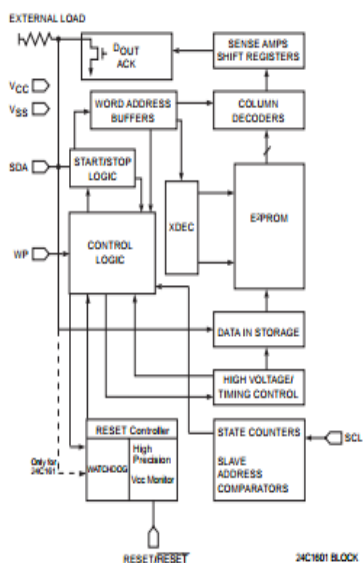 EXTERNAL LOAD
DOUT
ACK
SENSE AMPS
SHIFT REGISTERS
VCC
VSS
WORD ADDRESS
BUFFERS
COLUMN
DECODERS
SDA
START/STOP
LOGIC
XDEC
E²PROM
WP
CONTROL
LOGIC
DATA IN STORAGE
HIGH VOLTAGE/
TIMING CONTROL
RESET Controller
WATCHDOG
High
Precision
Vcc Monitor
Only for
24C161
STATE COUNTERS
SLAVE
ADDRESS
COMPARATORS
SCL
RESET/RESET
24C1601 BLOCK